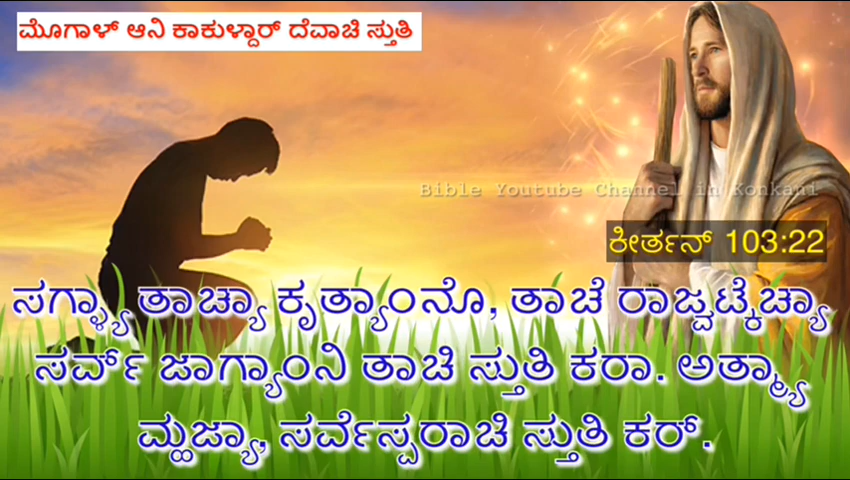 ಮೊಗಾಳ್ ಆನಿ ಕಾಕುಳ್ದಾರ್ ದೆವಾಚಿ ಸ್ತುತಿ
Bible Youtube Channel in Konkani
ಕೀರ್ತನ್ 103:22
ಸಗ್ಳ್ಯಾ ತಾಚ್ಯಾ ಕೃತ್ಯಾಂನೊ, ತಾಚೆ ರಾಜ್ವಟ್ಕೆಚ್ಯಾ
ಸರ್ವ್ ಜಾಗ್ಯಾಂನಿ ತಾಚಿ ಸ್ತುತಿ ಕರಾ. ಅತ್ಮ್ಯಾ
ಮ್ಹಜ್ಯಾ, ಸರ್ವೆಸ್ಪರಾಚಿ ಸ್ತುತಿ ಕರ್.